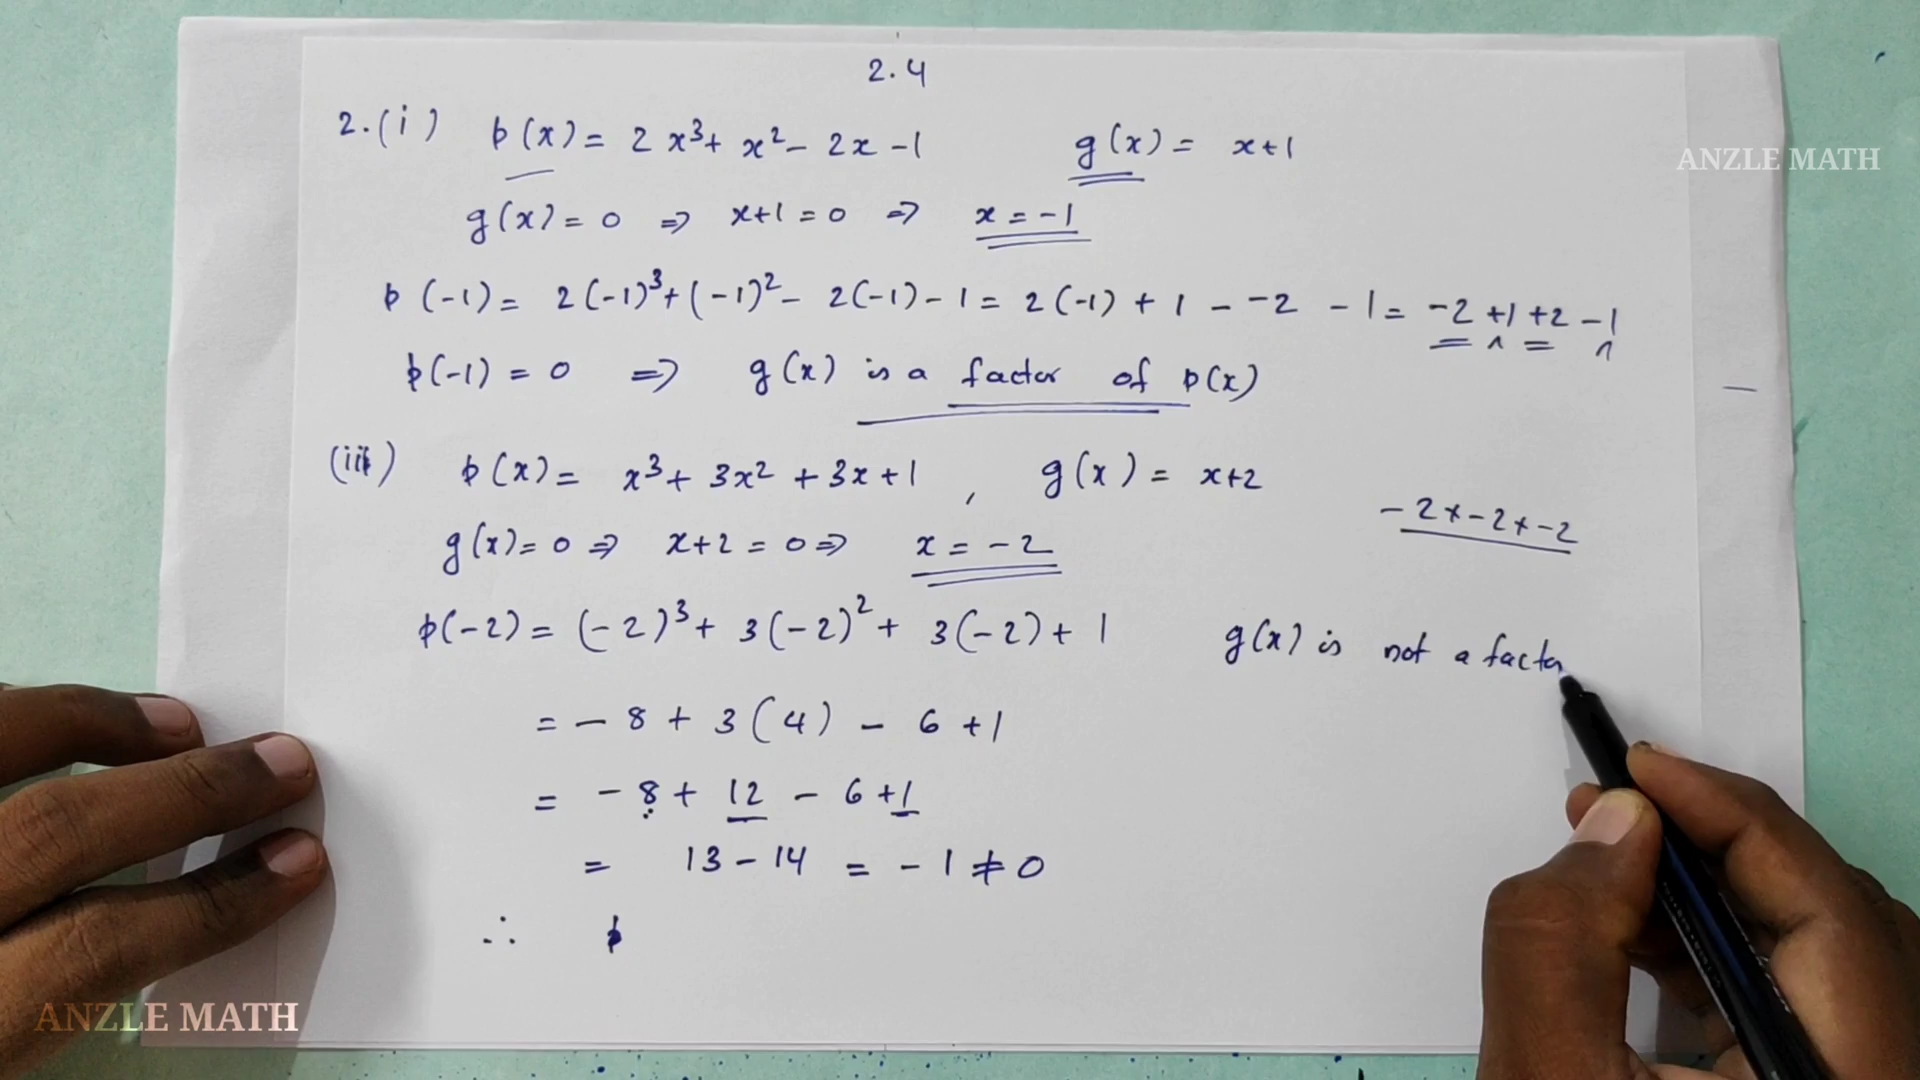 2.4
2.(i) p(x) = 2x³ + x² - 2x - 1 g(x) = x+1
ANZLE MATH
g(x) = 0 ⇒ x+1 = 0 ⇒ x = -1
p(-1) = 2(-1)³ + (-1)² - 2(-1) - 1 = 2(-1) + 1 - -2 - 1 = -2 +1 +2 -1
p(-1) = 0 ⇒ g(x) is a factor of p(x)
(ii) p(x) = x³ + 3x² + 3x + 1 , g(x) = x+2
-2×-2×-2
g(x) = 0 ⇒ x+2 = 0 ⇒ x = -2
p(-2) = (-2)³ + 3(-2)² + 3(-2) + 1
g(x) is not a facto
= -8 + 3(4) - 6 + 1
= -8 + 12 - 6 + 1
= 13 - 14 = -1 ≠ 0
∴ p
ANZLE MATH